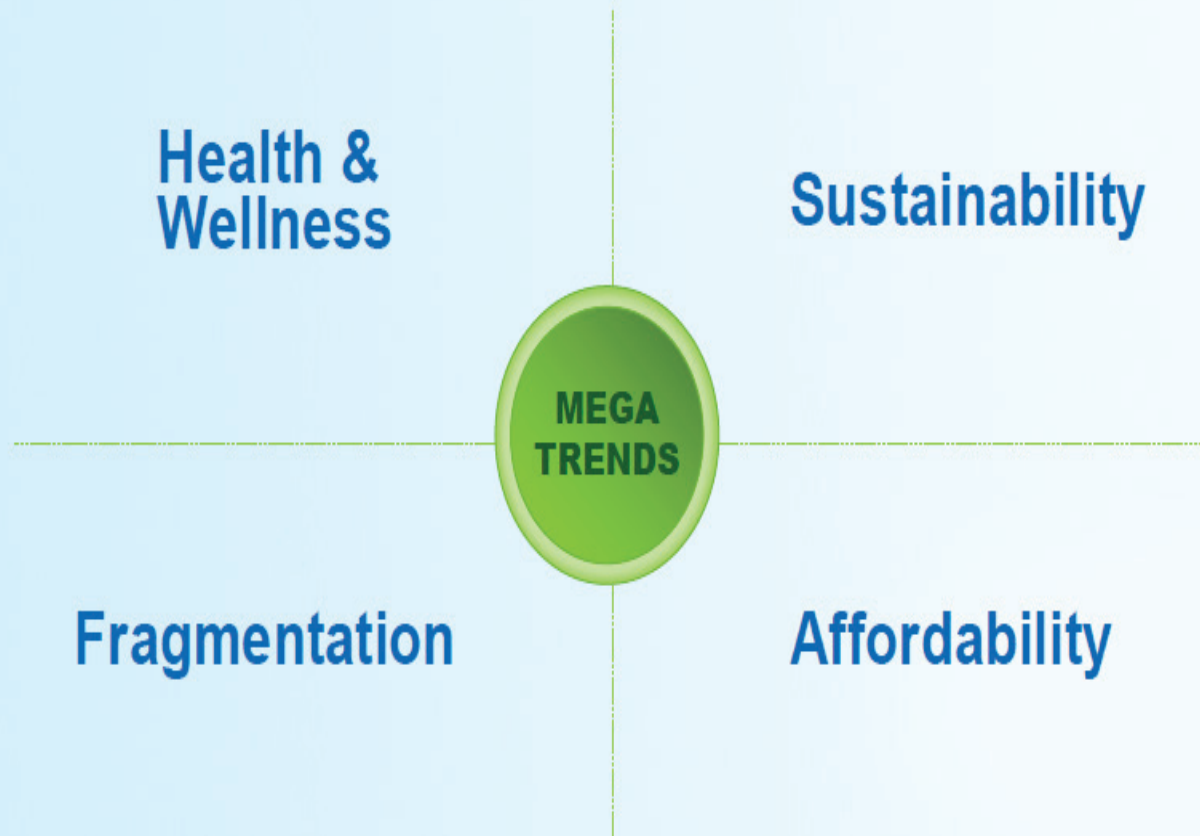 Health &
Wellness
Sustainability
MEGA
TRENDS
Fragmentation
Affordability